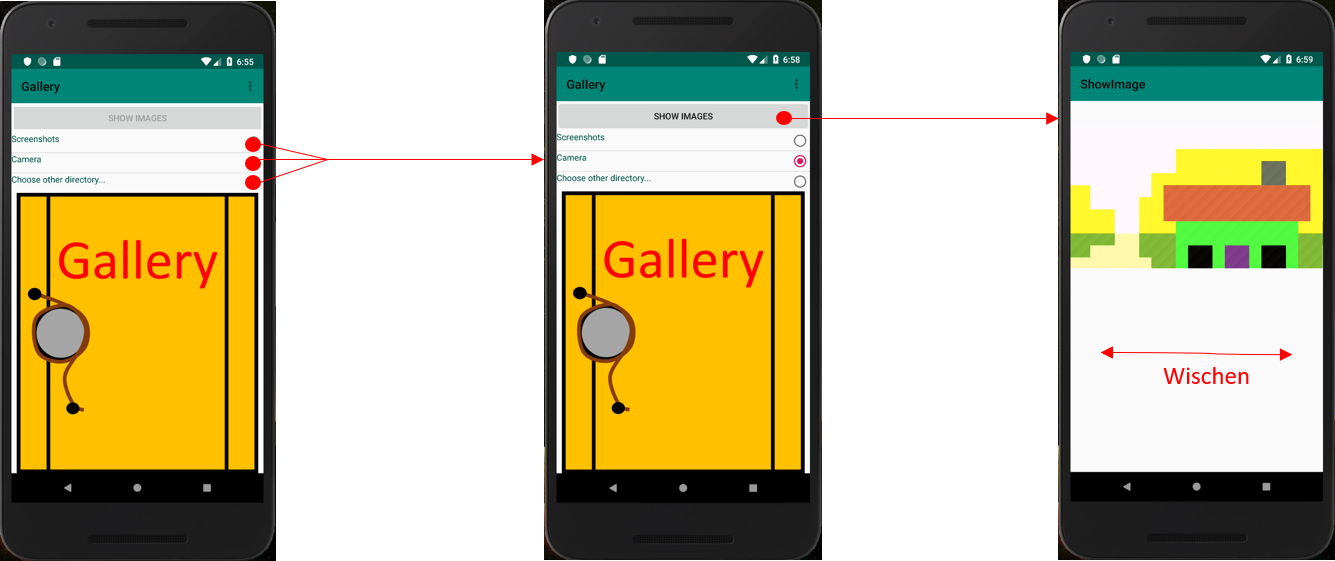 6:55
Gallery
SHOW IMAGES
Screenshots
Camera
Choose other directory...
Gallery
6:58
Gallery
SHOW IMAGES
Screenshots
Camera
Choose other directory...
Gallery
6:59
ShowImage
Wischen